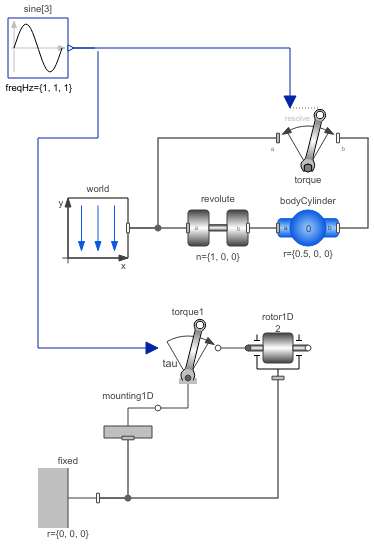 sine[3]
freqHz={1, 1, 1}
resolve
a
b
torque
world
y
x
revolute
a
b
n={1, 0, 0}
bodyCylinder
a
0
b
r={0.5, 0, 0}
torque1
tau
rotor1D
2
mounting1D
fixed
r={0, 0, 0}